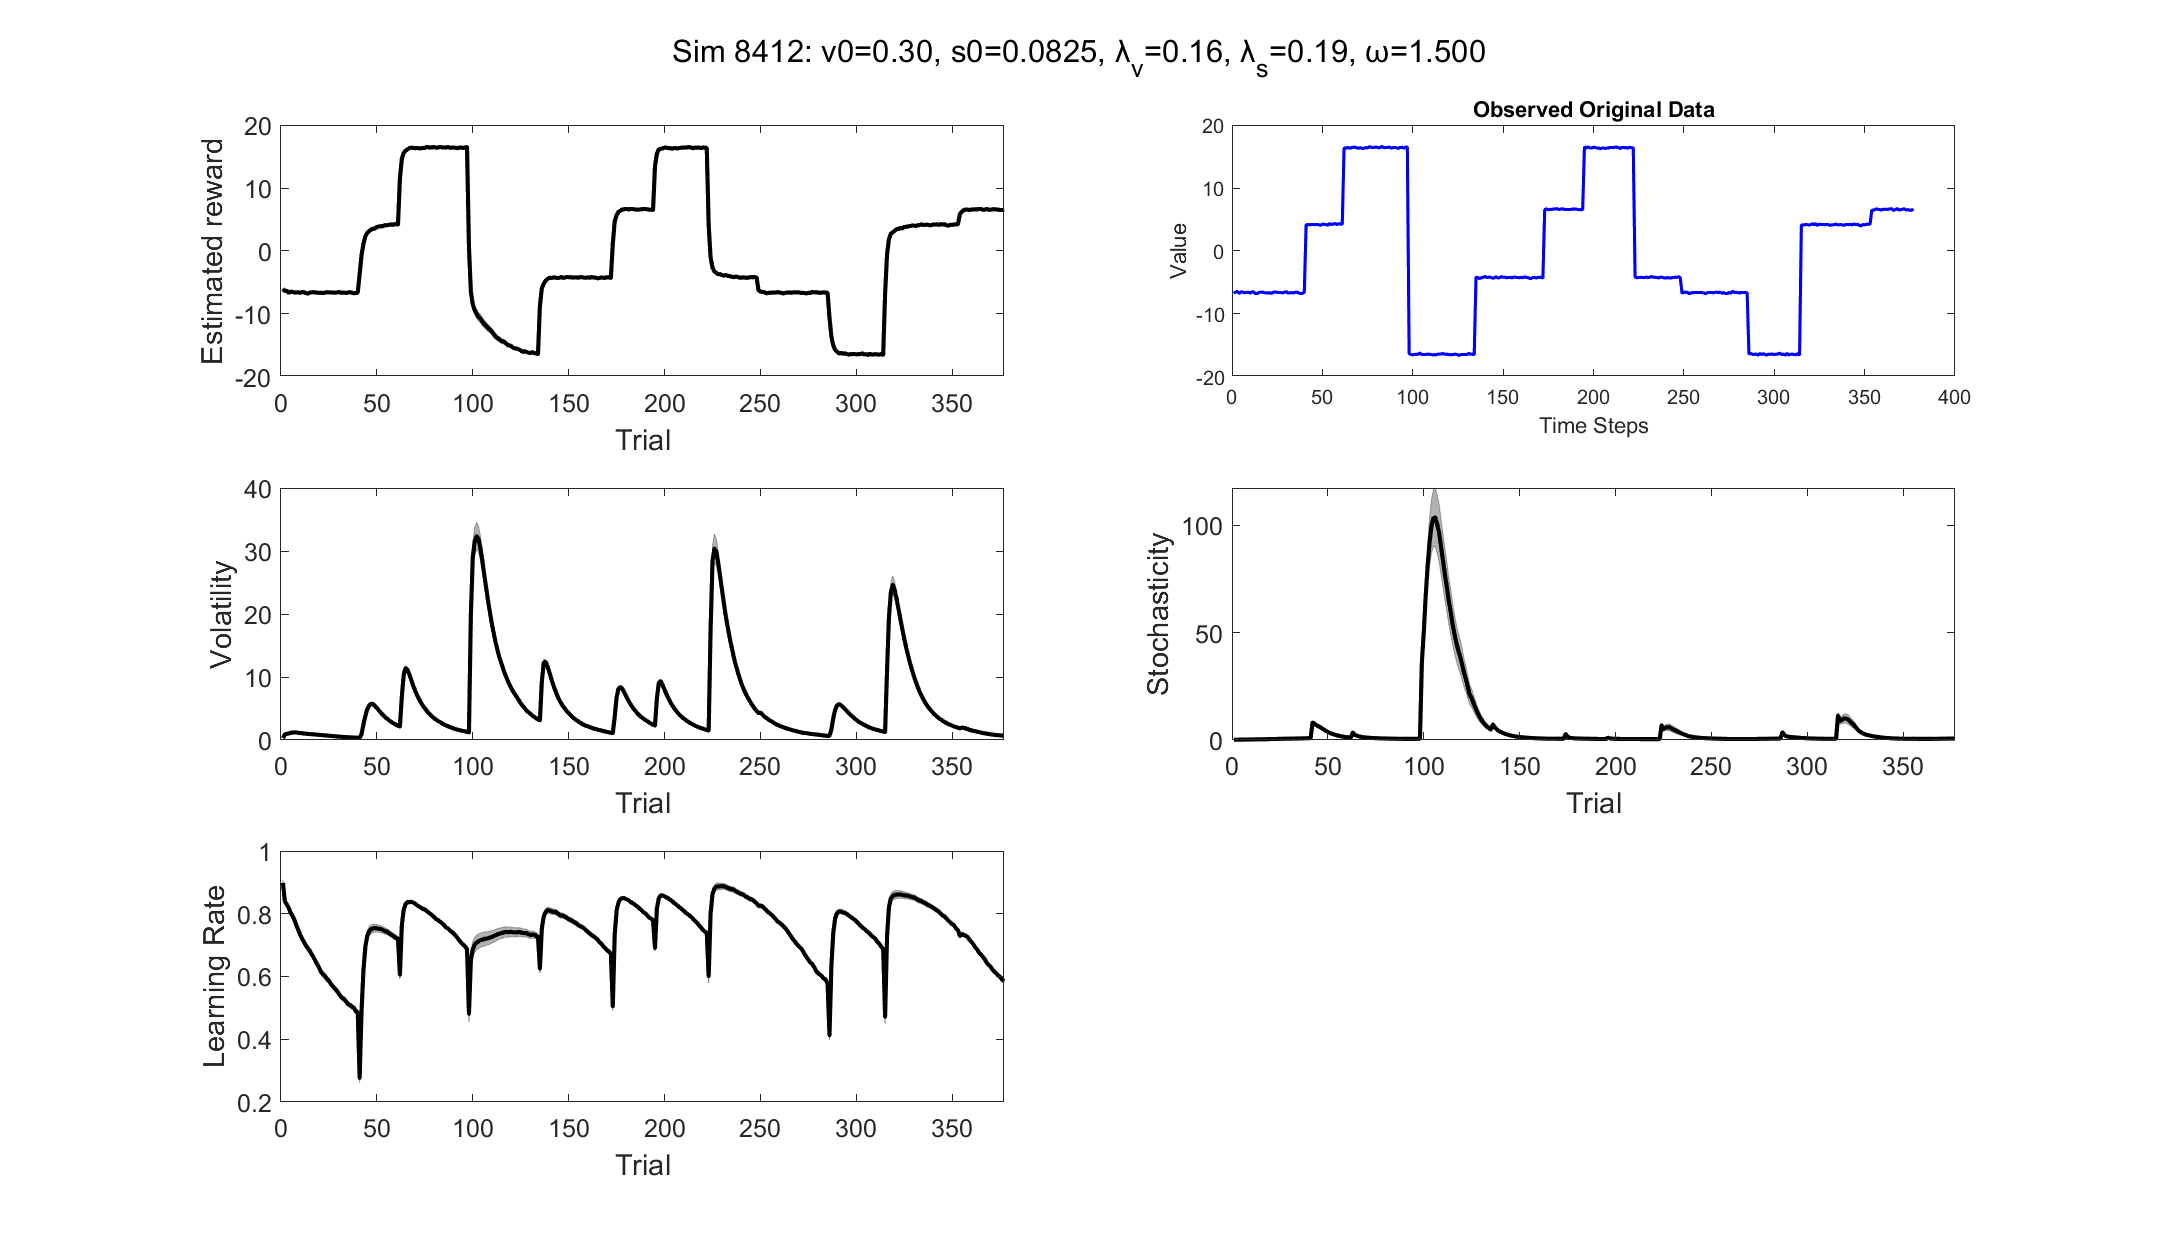 Sim 8412: v0=0.30, s0=0.0825, λ_v=0.16, λ_s=0.19, ω=1.500
Observed Original Data
20
10
0
-10
-20
Estimated reward
0 50 100 150 200 250 300 350
Trial
20
10
0
-10
-20
Value
0 50 100 150 200 250 300 350 400
Time Steps
40
30
20
10
0
Volatility
0 50 100 150 200 250 300 350
Trial
100
50
0
Stochasticity
0 50 100 150 200 250 300 350
Trial
1
0.8
0.6
0.4
0.2
Learning Rate
0 50 100 150 200 250 300 350
Trial